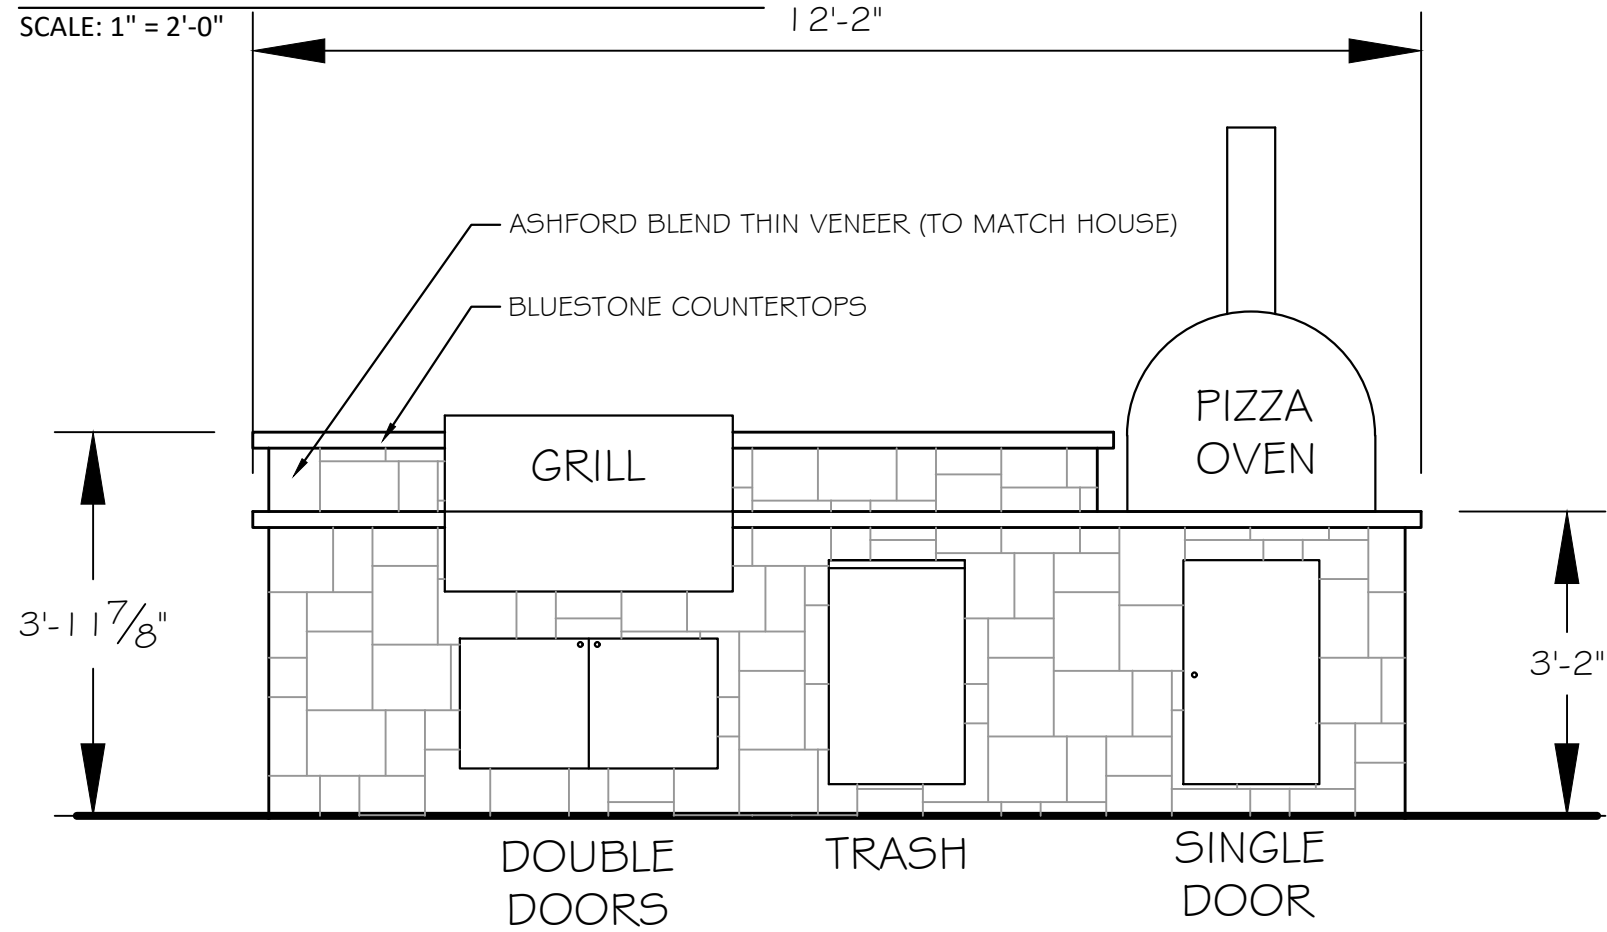 SCALE: 1" = 2'-0"
12'-2"
ASHFORD BLEND THIN VENEER (TO MATCH HOUSE)
BLUESTONE COUNTERTOPS
PIZZA
OVEN
GRILL
3'-11 7/8"
3'-2"
DOUBLE
DOORS
TRASH
SINGLE
DOOR